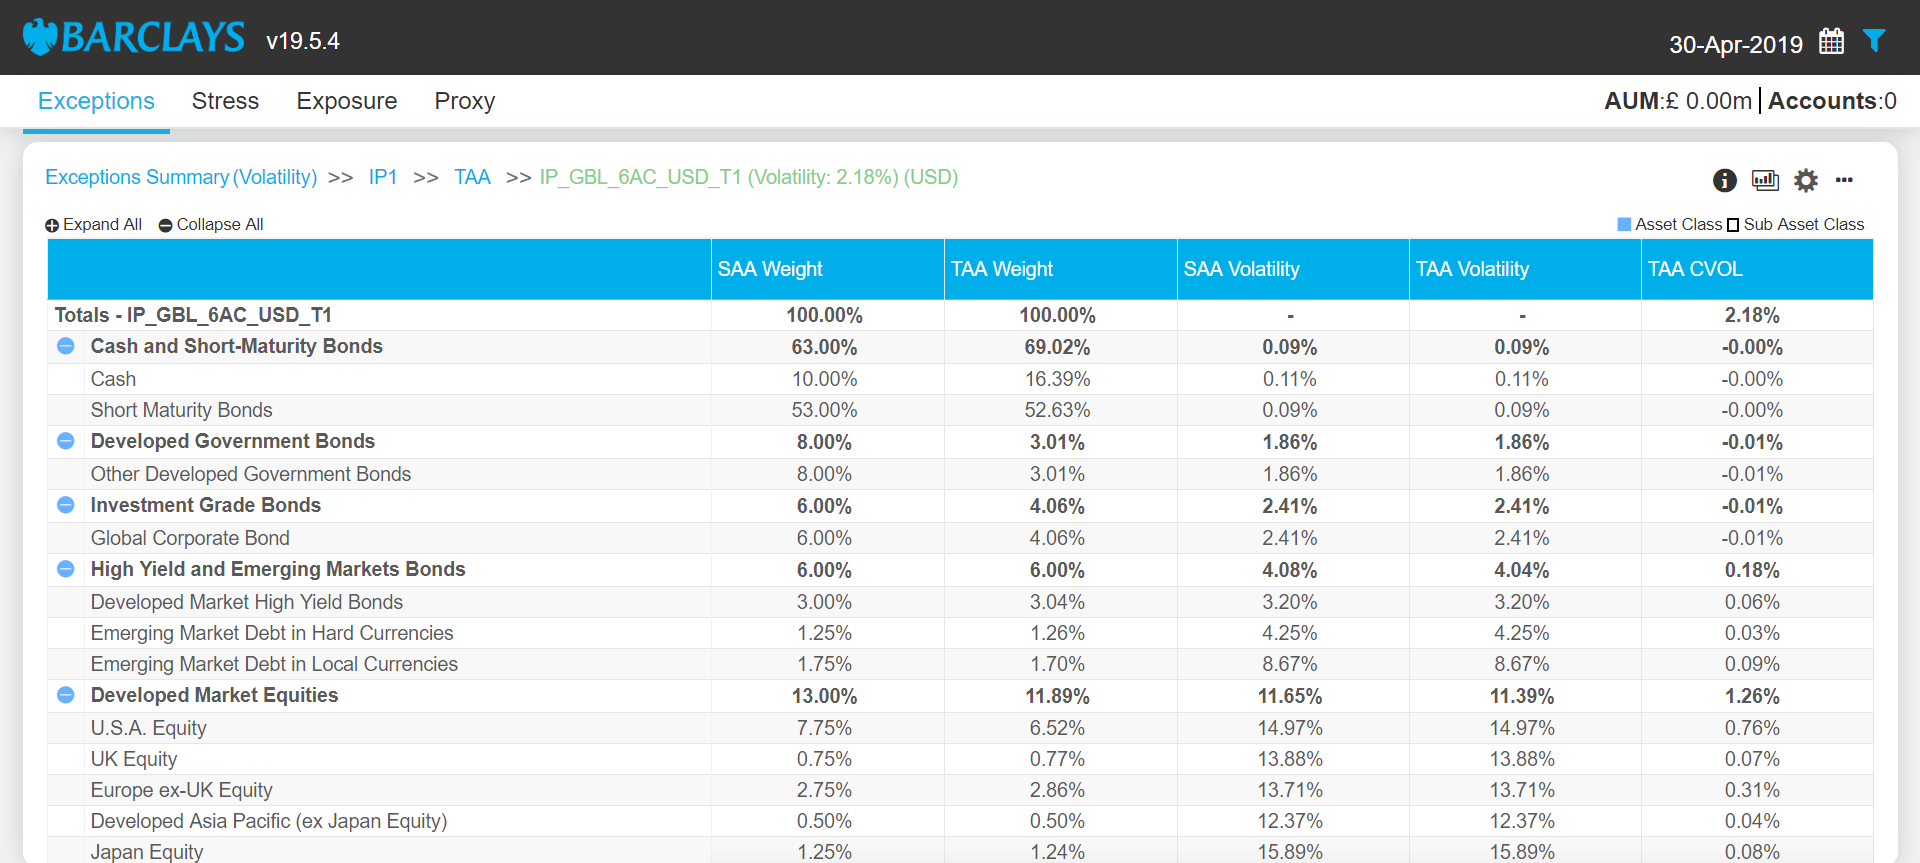 BARCLAYS v19.5.4 30-Apr-2019
Exceptions Stress Exposure Proxy AUM:£ 0.00m Accounts:0
Exceptions Summary (Volatility) >> IP1 >> TAA >> IP_GBL_6AC_USD_T1 (Volatility: 2.18%) (USD)
Expand All Collapse All Asset Class Sub Asset Class
SAA Weight TAA Weight SAA Volatility TAA Volatility TAA CVOL
Totals - IP_GBL_6AC_USD_T1 100.00% 100.00% - - 2.18%
Cash and Short-Maturity Bonds 63.00% 69.02% 0.09% 0.09% -0.00%
Cash 10.00% 16.39% 0.11% 0.11% -0.00%
Short Maturity Bonds 53.00% 52.63% 0.09% 0.09% -0.00%
Developed Government Bonds 8.00% 3.01% 1.86% 1.86% -0.01%
Other Developed Government Bonds 8.00% 3.01% 1.86% 1.86% -0.01%
Investment Grade Bonds 6.00% 4.06% 2.41% 2.41% -0.01%
Global Corporate Bond 6.00% 4.06% 2.41% 2.41% -0.01%
High Yield and Emerging Markets Bonds 6.00% 6.00% 4.08% 4.04% 0.18%
Developed Market High Yield Bonds 3.00% 3.04% 3.20% 3.20% 0.06%
Emerging Market Debt in Hard Currencies 1.25% 1.26% 4.25% 4.25% 0.03%
Emerging Market Debt in Local Currencies 1.75% 1.70% 8.67% 8.67% 0.09%
Developed Market Equities 13.00% 11.89% 11.65% 11.39% 1.26%
U.S.A. Equity 7.75% 6.52% 14.97% 14.97% 0.76%
UK Equity 0.75% 0.77% 13.88% 13.88% 0.07%
Europe ex-UK Equity 2.75% 2.86% 13.71% 13.71% 0.31%
Developed Asia Pacific (ex Japan Equity) 0.50% 0.50% 12.37% 12.37% 0.04%
Japan Equity 1.25% 1.24% 15.89% 15.89% 0.08%